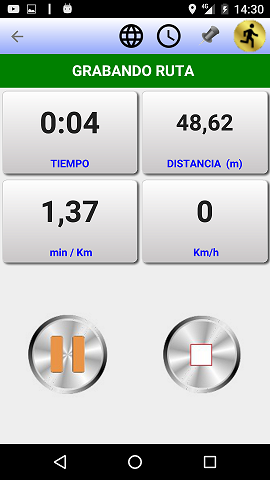 4G 14:30
GRABANDO RUTA
0:04 48,62
TIEMPO DISTANCIA (m)
1,37 0
min / Km Km/h